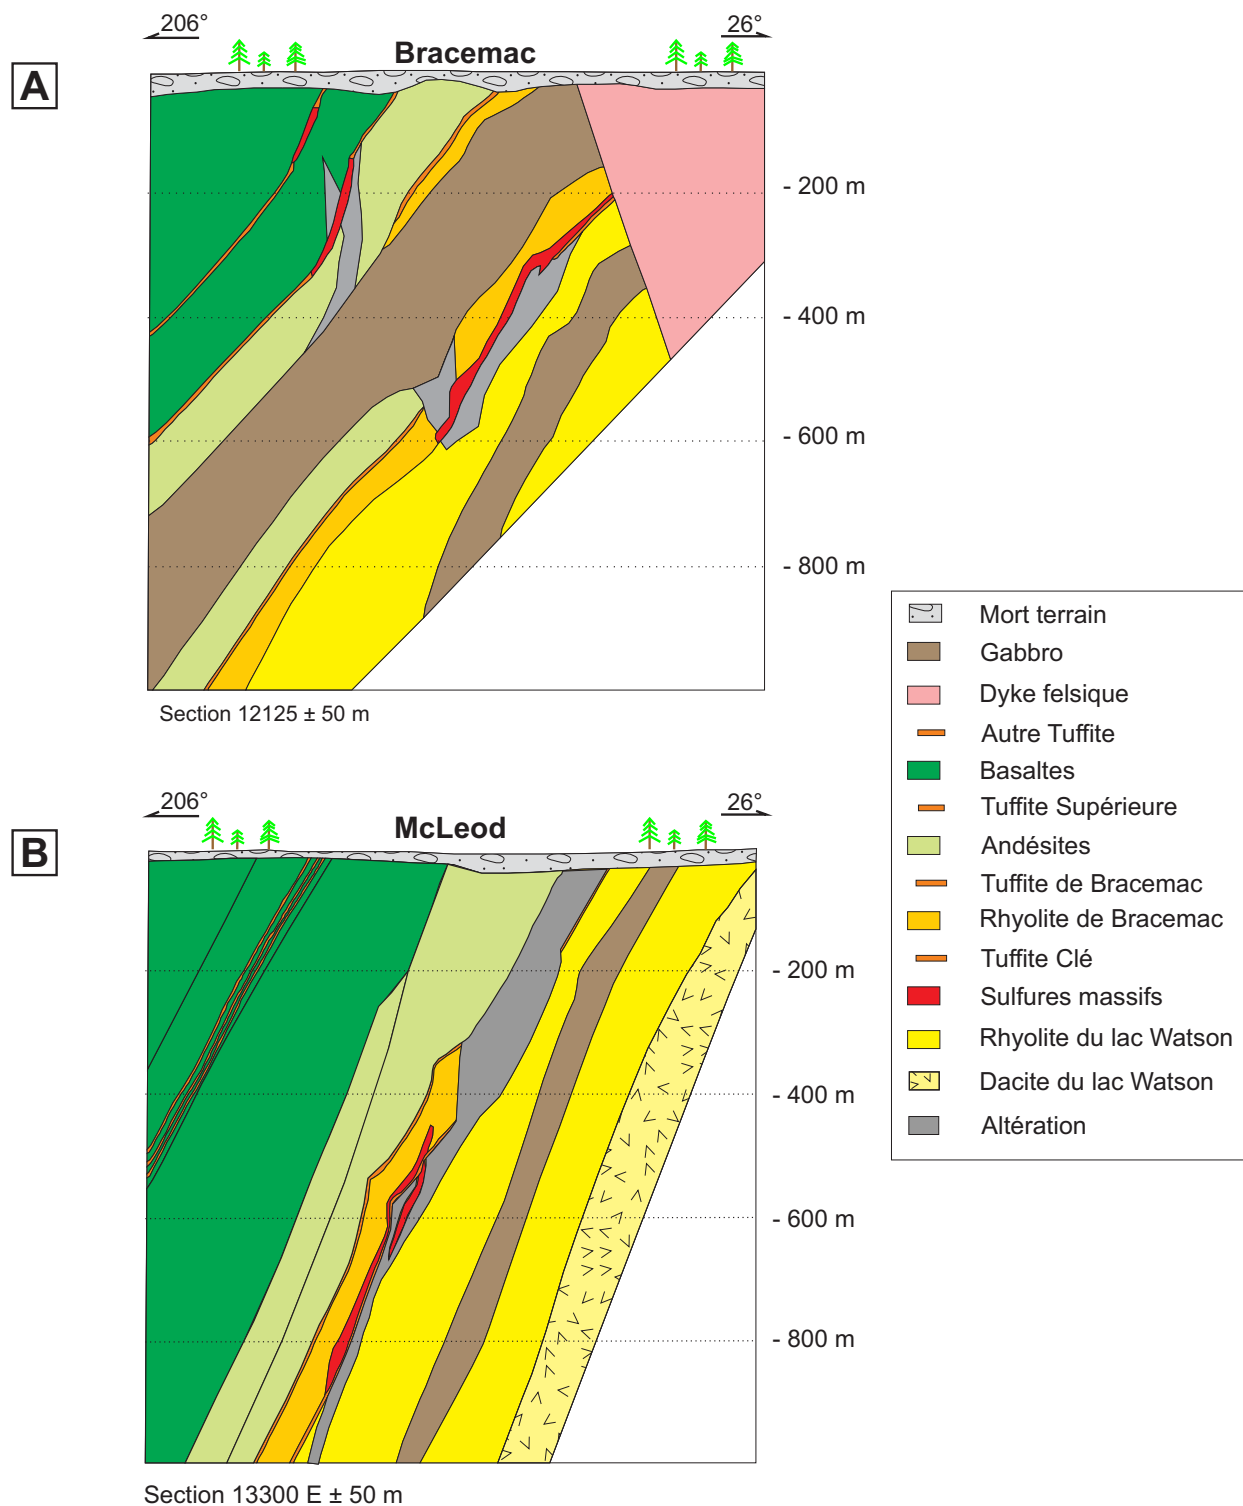 206°
26°
Bracemac
A
- 200 m
- 400 m
- 600 m
- 800 m
Section 12125 ± 50 m
206°
26°
McLeod
B
- 200 m
- 400 m
- 600 m
- 800 m
Section 13300 E ± 50 m
Mort terrain
Gabbro
Dyke felsique
Autre Tuffite
Basaltes
Tuffite Supérieure
Andésites
Tuffite de Bracemac
Rhyolite de Bracemac
Tuffite Clé
Sulfures massifs
Rhyolite du lac Watson
Dacite du lac Watson
Altération